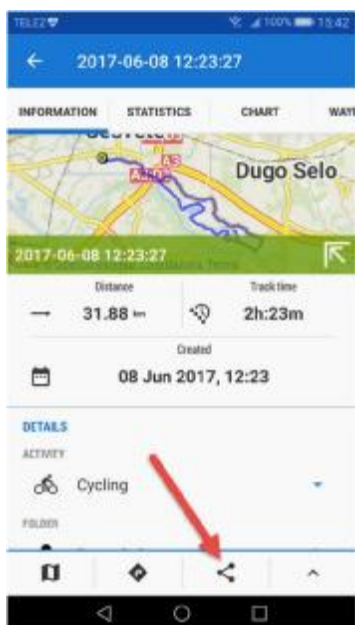 TELE2 100% 15:42
2017-06-08 12:23:27
INFORMATION STATISTICS CHART WAY
Dugo Selo
A3
2017-06-08 12:23:27
Distance Track time
31.88 km 2h:23m
Created
08 Jun 2017, 12:23
DETAILS
ACTIVITY
Cycling
FOLDER